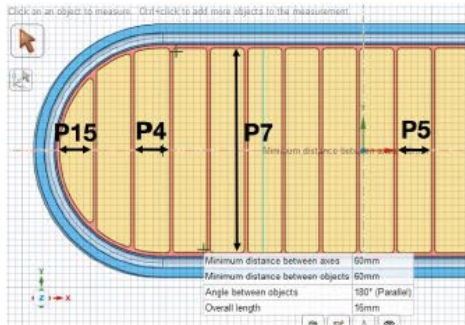 Click on an object to measure. Ctrl+click to add more objects to the measurement.
P15 P4 P7 P5
Minimum distance between axes
Minimum distance between axes 60mm
Minimum distance between objects 60mm
Angle between objects 180° (Parallel)
Overall length 16mm
Y
Z X